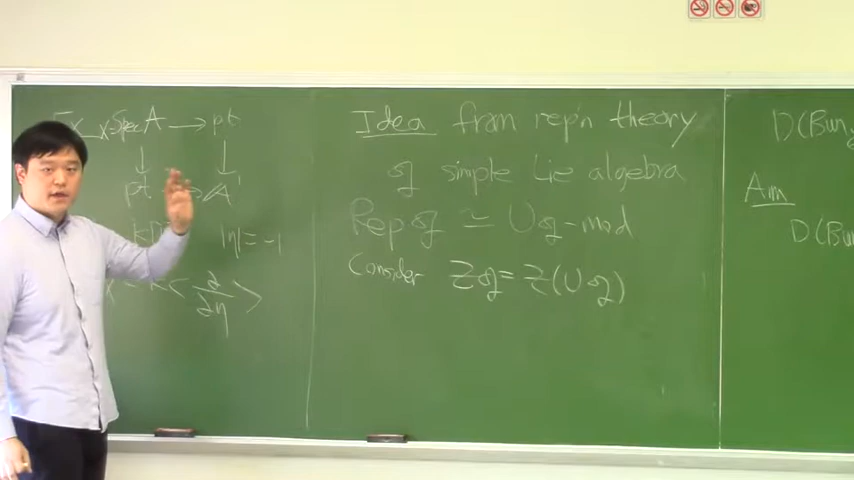 Ex X Spec A → pt
↓ ↓
pt → A¹
|η| = -1
< ∂/∂η >
Idea from rep'n theory
of simple Lie algebra
Rep 𝔤 ≃ U𝔤-mod
Consider Z𝔤 = Z(U𝔤)
D(Bun
Aim
D(Bun